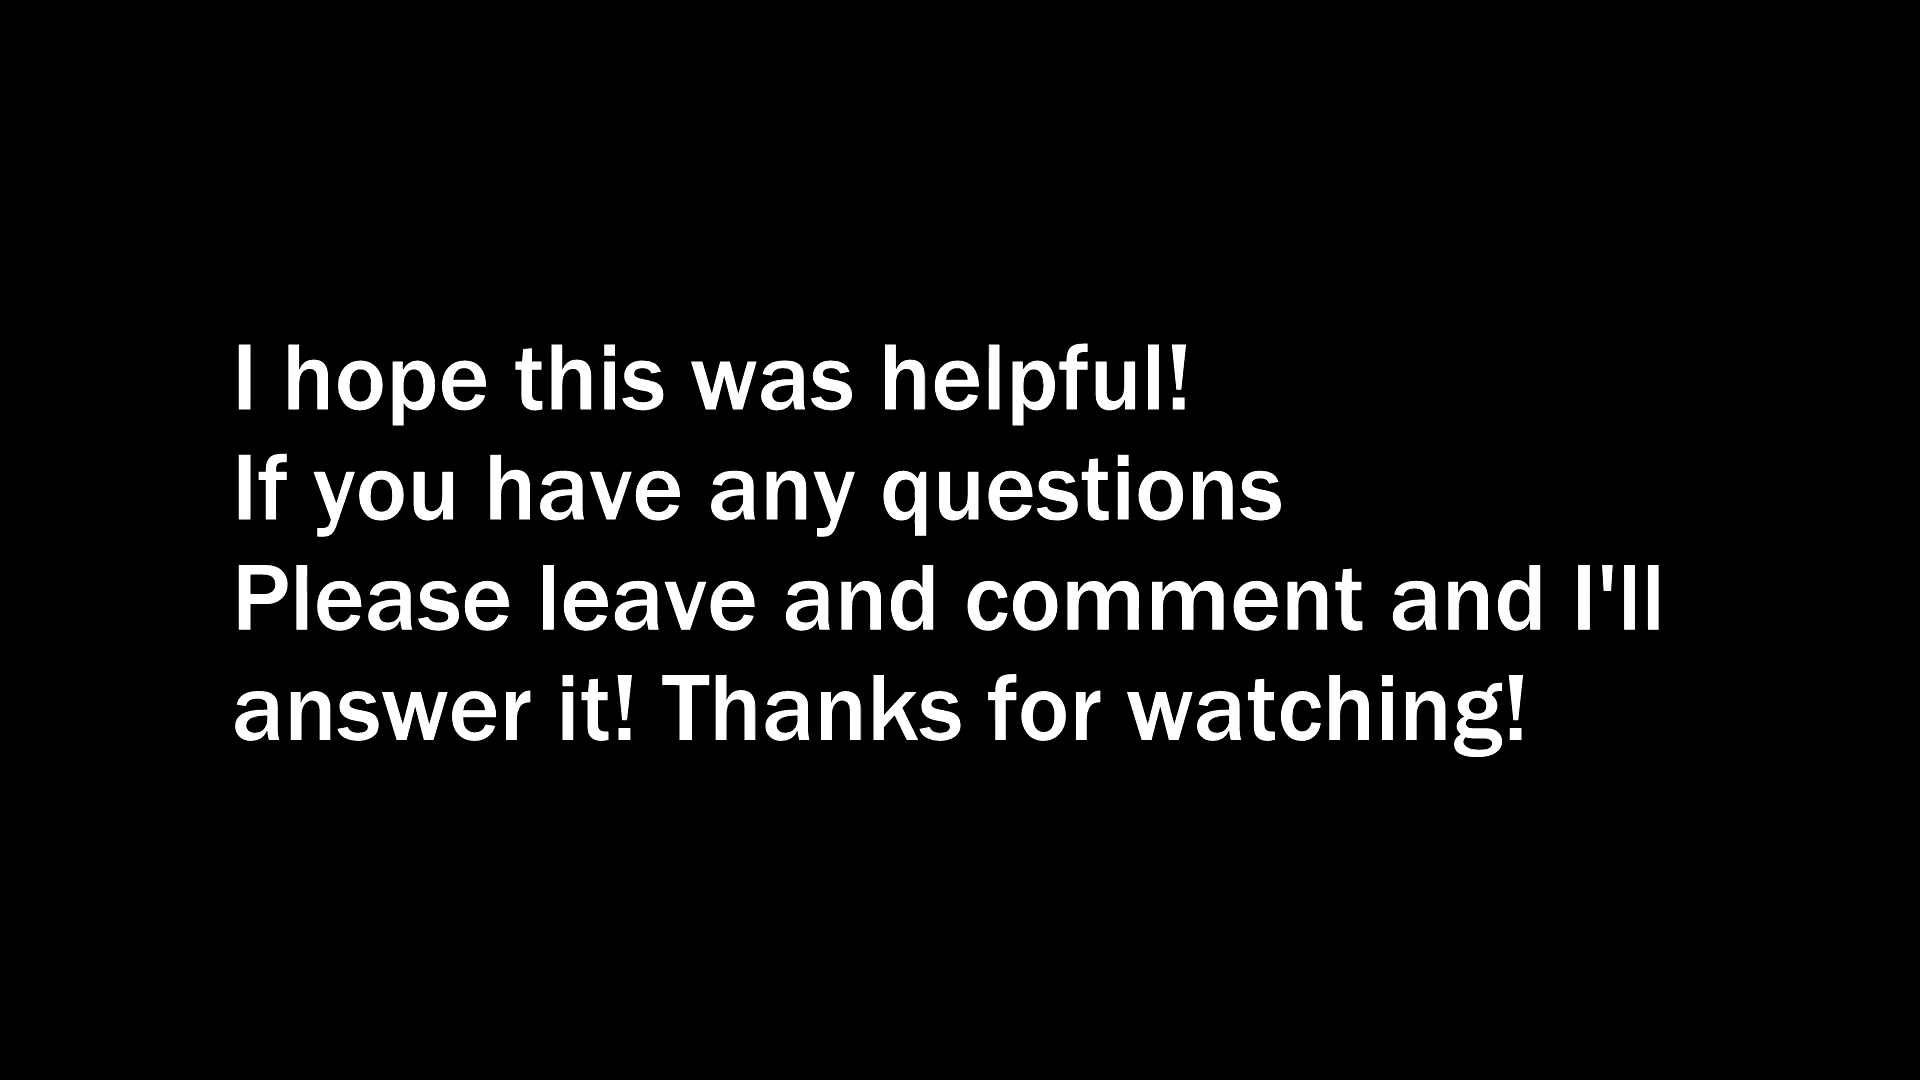 I hope this was helpful!
If you have any questions
Please leave and comment and I'll
answer it! Thanks for watching!